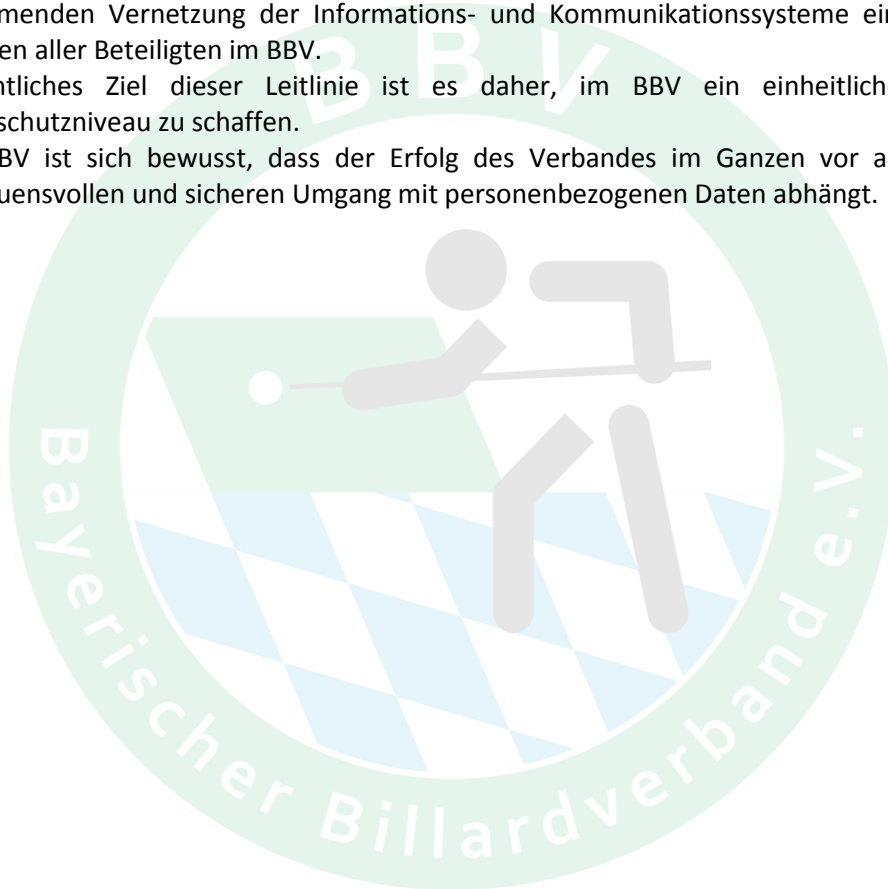 menden Vernetzung der Informations- und Kommunikationssysteme ein
en aller Beteiligten im BBV.
ntliches Ziel dieser Leitlinie ist es daher, im BBV ein einheitliche
schutzniveau zu schaffen.
BV ist sich bewusst, dass der Erfolg des Verbandes im Ganzen vor a
uensvollen und sicheren Umgang mit personenbezogenen Daten abhängt.
BBV
Bayerischer Billardverband e.V.